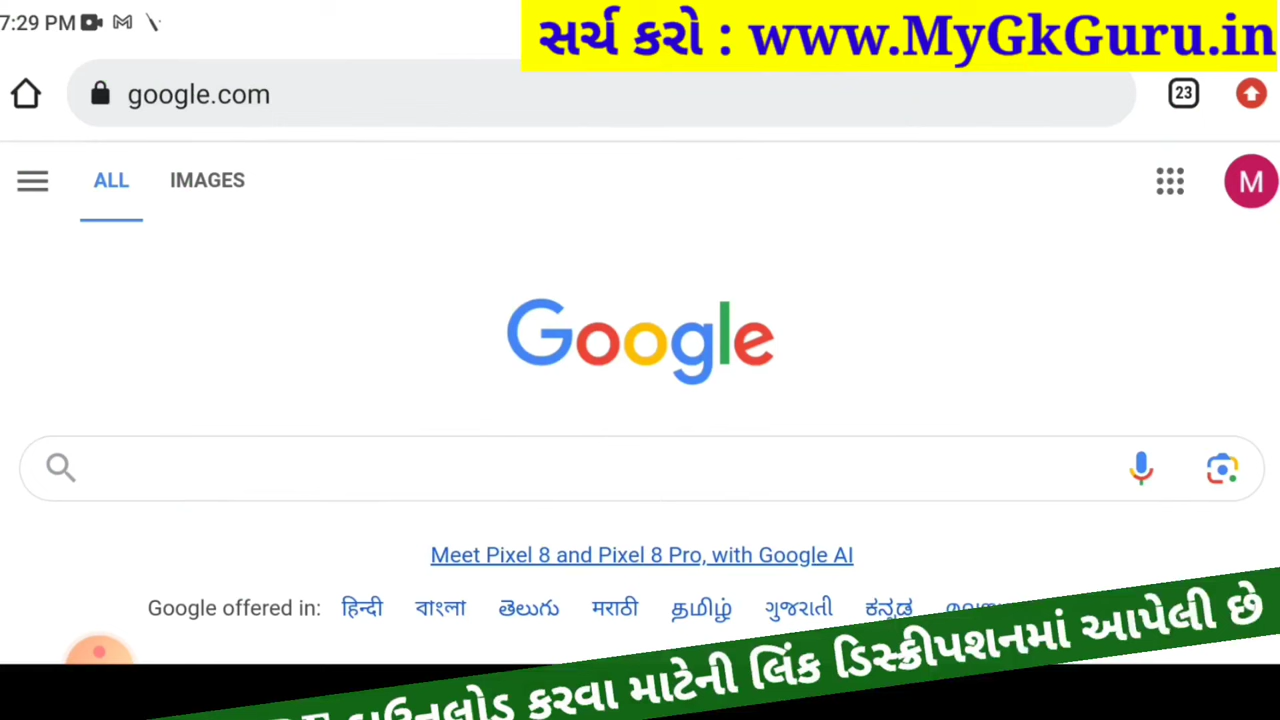 7:29 PM
સર્ચ કરો : www.MyGkGuru.in
google.com
23
ALL IMAGES
M
Google
Meet Pixel 8 and Pixel 8 Pro, with Google AI
Google offered in: हिन्दी বাংলা తెలుగు मराठी தமிழ் ગુજરાતી ಕನ್ನಡ
ડાઉનલોડ કરવા માટેની લિંક ડિસ્ક્રીપશનમાં આપેલી છે